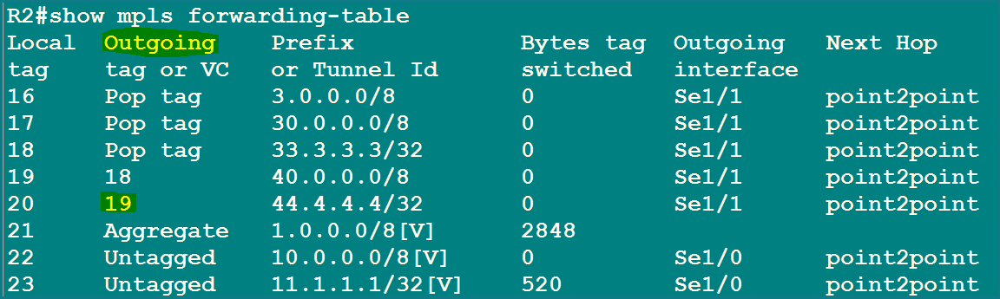 R2#show mpls forwarding-table
Local Outgoing Prefix Bytes tag Outgoing Next Hop
tag tag or VC or Tunnel Id switched interface
16 Pop tag 3.0.0.0/8 0 Se1/1 point2point
17 Pop tag 30.0.0.0/8 0 Se1/1 point2point
18 Pop tag 33.3.3.3/32 0 Se1/1 point2point
19 18 40.0.0.0/8 0 Se1/1 point2point
20 19 44.4.4.4/32 0 Se1/1 point2point
21 Aggregate 1.0.0.0/8[V] 2848
22 Untagged 10.0.0.0/8[V] 0 Se1/0 point2point
23 Untagged 11.1.1.1/32[V] 520 Se1/0 point2point